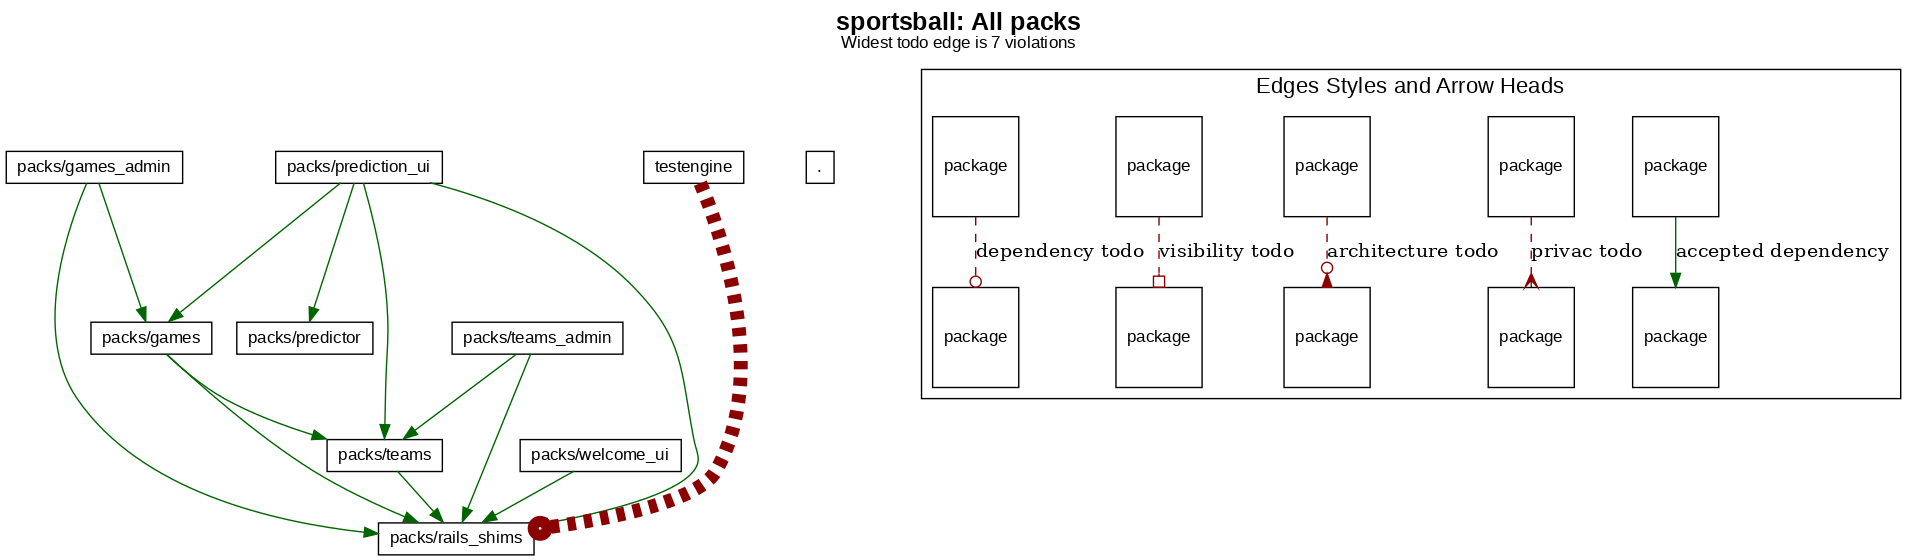 sportsball: All packs
Widest todo edge is 7 violations
Edges Styles and Arrow Heads
packs/games_admin
packs/prediction_ui
testengine
.
package
package
package
package
package
dependency todo
visibility todo
architecture todo
privac todo
accepted dependency
packs/games
packs/predictor
packs/teams_admin
package
package
package
package
package
packs/teams
packs/welcome_ui
packs/rails_shims